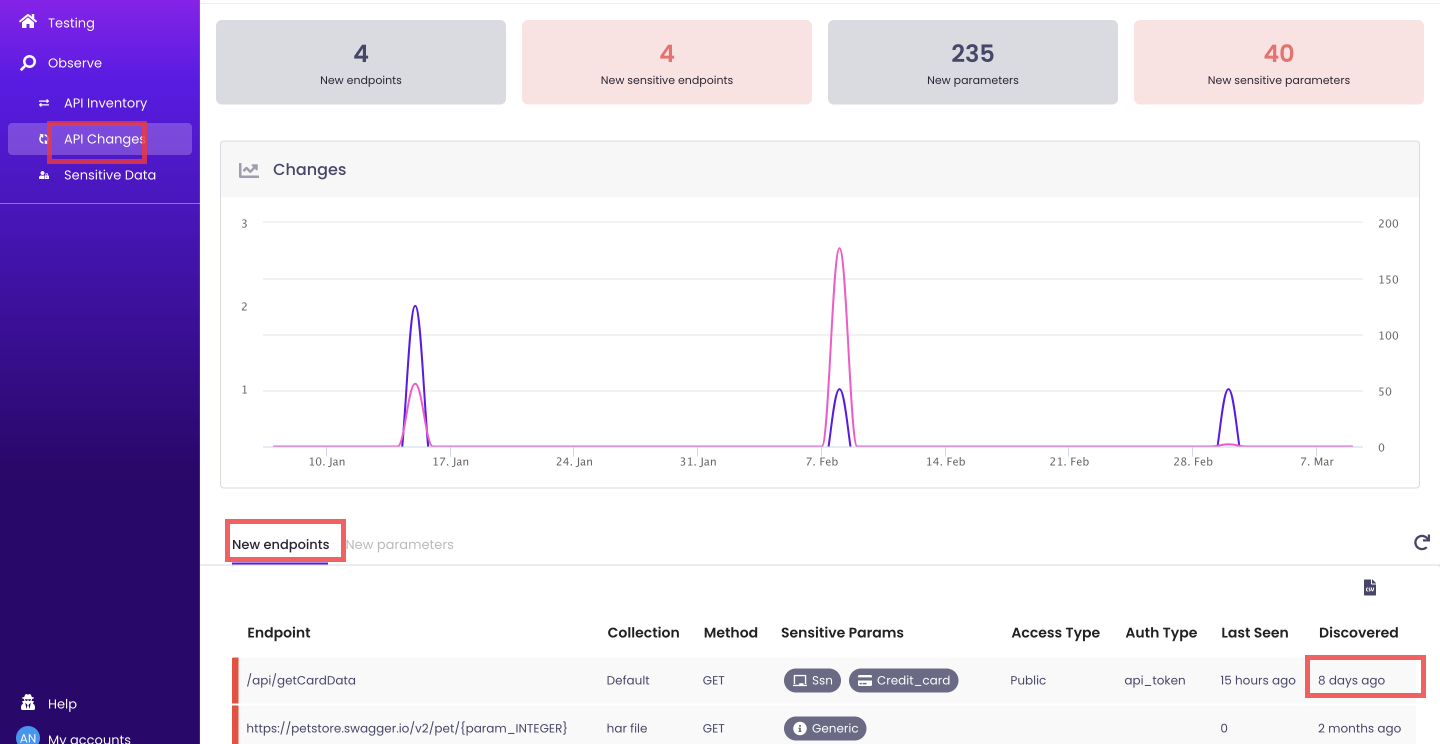 Testing
Observe
API Inventory
API Changes
Sensitive Data
Help
AN My accounts
4 4 235 40
New endpoints New sensitive endpoints New parameters New sensitive parameters
Changes
3 200
150
2
100
1 50
0
10. Jan 17. Jan 24. Jan 31. Jan 7. Feb 14. Feb 21. Feb 28. Feb 7. Mar
New endpoints New parameters
CSV
Endpoint Collection Method Sensitive Params Access Type Auth Type Last Seen Discovered
/api/getCardData Default GET Ssn Credit_card Public api_token 15 hours ago 8 days ago
https://petstore.swagger.io/v2/pet/{param_INTEGER} har file GET Generic 0 2 months ago